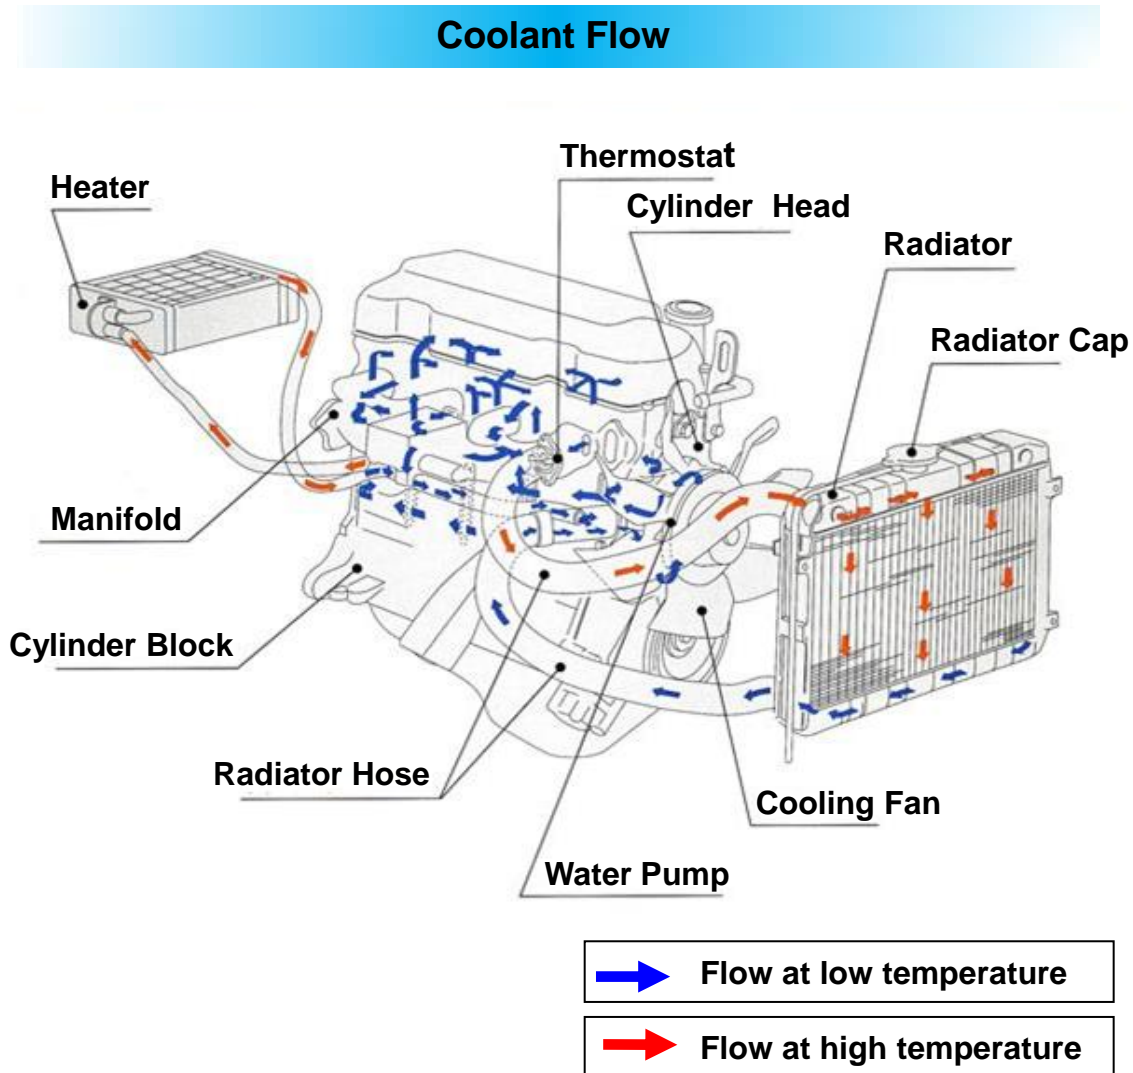 Coolant Flow
Thermostat
Heater
Cylinder Head
Radiator
Radiator Cap
Manifold
Cylinder Block
Radiator Hose
Cooling Fan
Water Pump
Flow at low temperature
Flow at high temperature